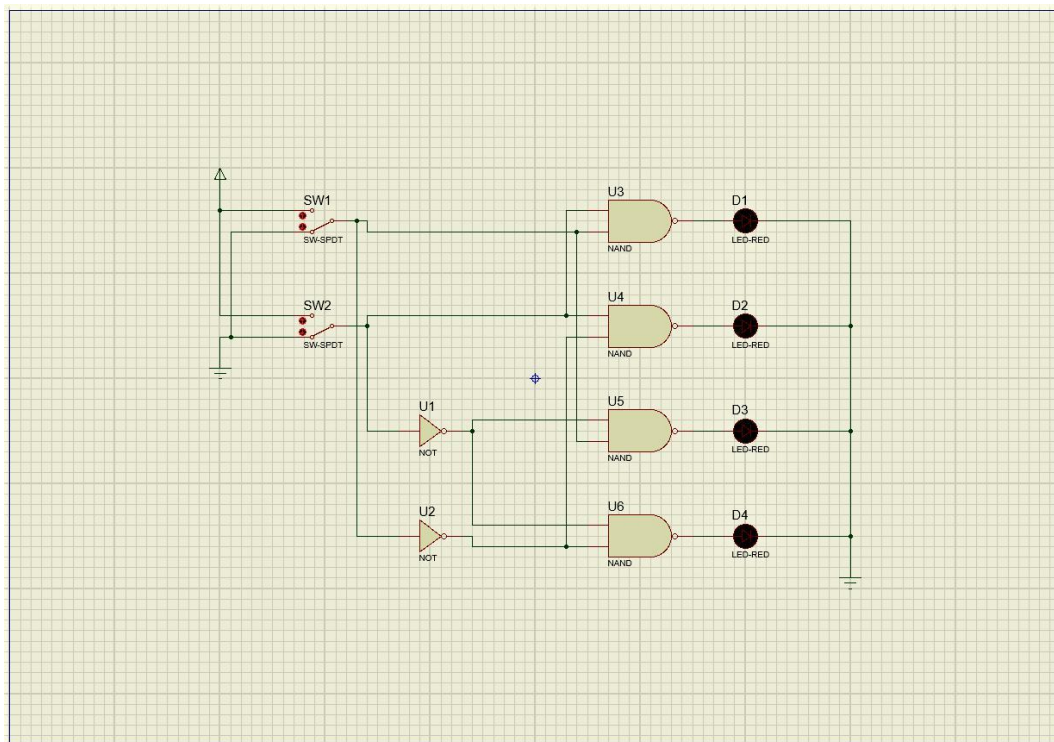 SW1
SW-SPDT
SW2
SW-SPDT
U1
NOT
U2
NOT
U3
NAND
U4
NAND
U5
NAND
U6
NAND
D1
LED-RED
D2
LED-RED
D3
LED-RED
D4
LED-RED